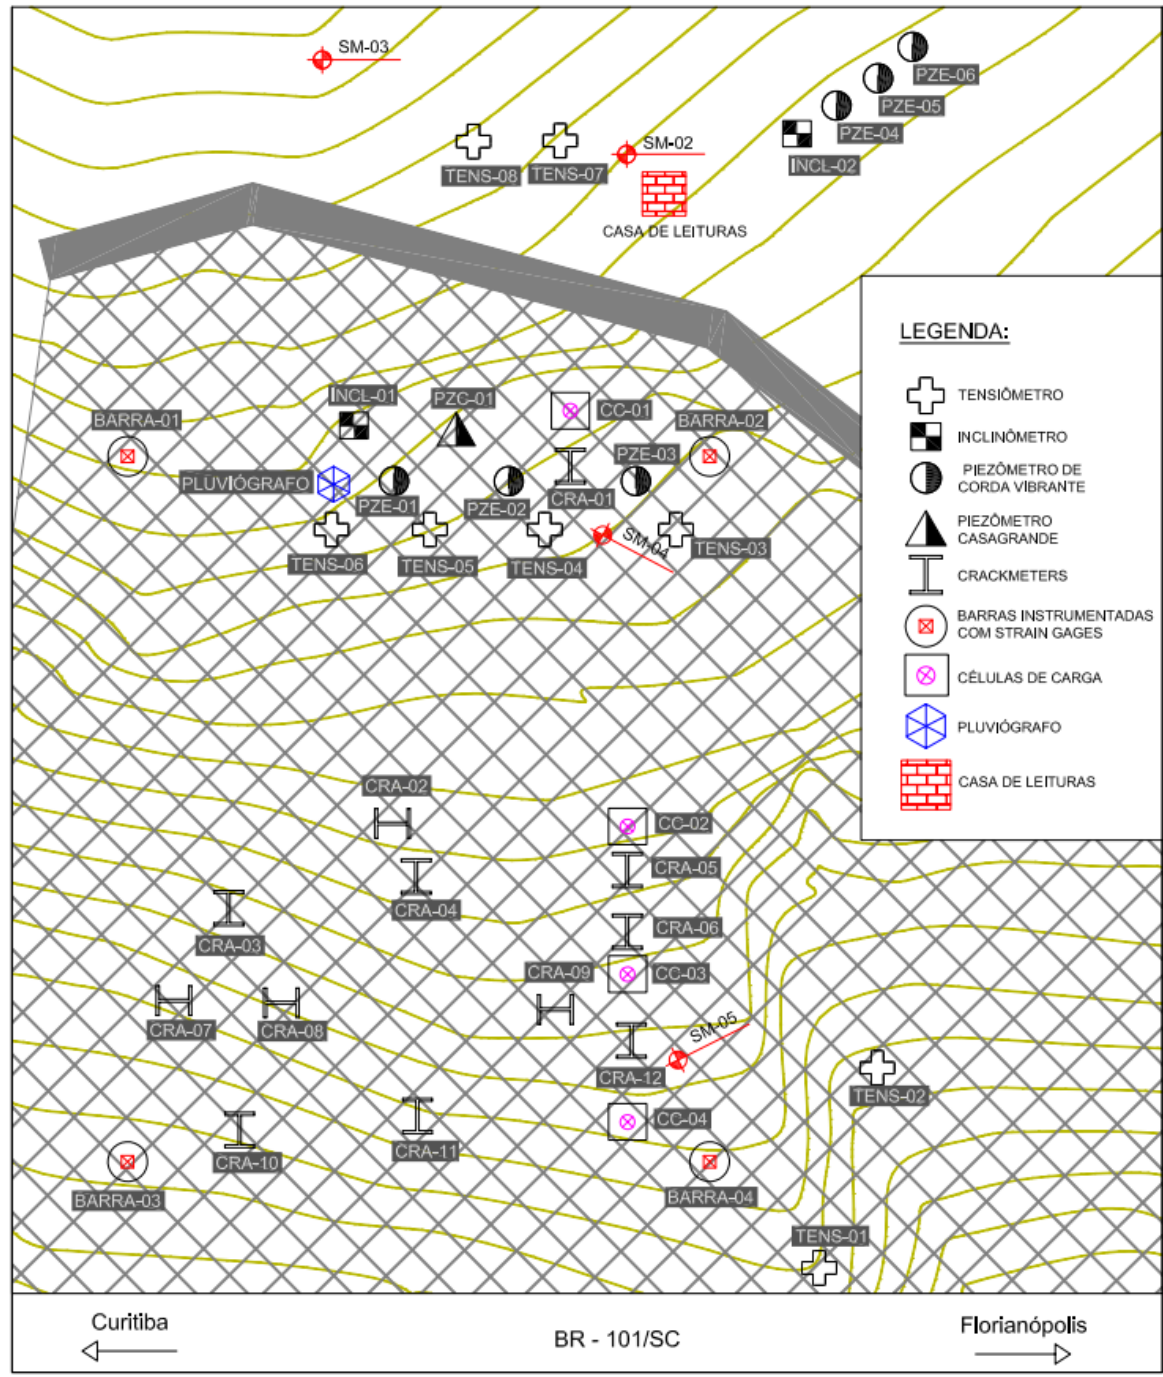 SM-03
PZE-06
PZE-05
PZE-04
SM-02
INCL-02
TENS-08
TENS-07
CASA DE LEITURAS
LEGENDA:
TENSIÔMETRO
INCLINÔMETRO
PIEZÔMETRO DE
CORDA VIBRANTE
PIEZÔMETRO
CASAGRANDE
CRACKMETERS
BARRAS INSTRUMENTADAS
COM STRAIN GAGES
CÉLULAS DE CARGA
PLUVIÓGRAFO
CASA DE LEITURAS
INCL-01
PZC-01
CC-01
BARRA-01
BARRA-02
PZE-03
PLUVIÓGRAFO
PZE-01
PZE-02
CRA-01
SM-04
TENS-03
TENS-06
TENS-05
TENS-04
CRA-02
CC-02
CRA-05
CRA-04
CRA-06
CRA-03
CRA-09
CC-03
CRA-07
CRA-08
SM-05
CRA-12
TENS-02
CC-04
CRA-11
CRA-10
BARRA-03
BARRA-04
TENS-01
Curitiba
BR - 101/SC
Florianópolis